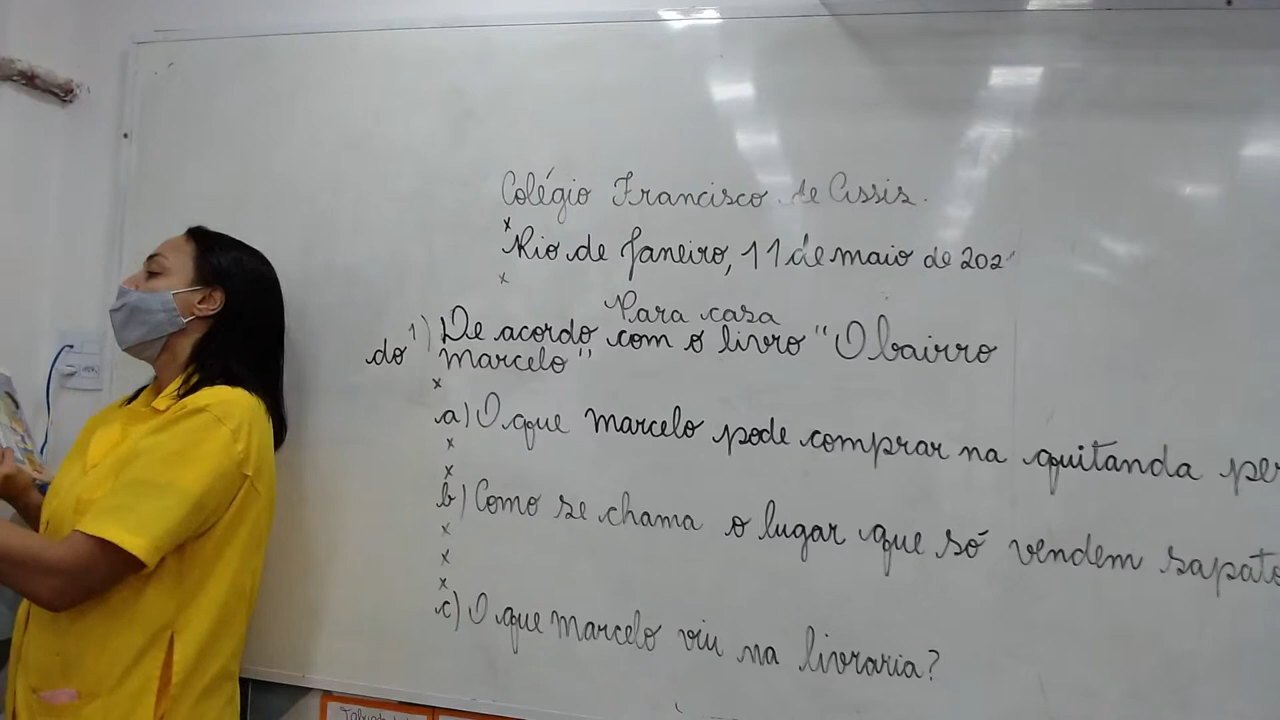 Colégio Francisco de Assis.
x
Rio de Janeiro, 11 de maio de 202
x
Para casa
1) De acordo com o livro "O bairro
do marcelo"
x
a) O que marcelo pode comprar na quitanda per
x
x
b) Como se chama o lugar que só vendem sapato
x
x
x
c) O que marcelo viu na livraria?